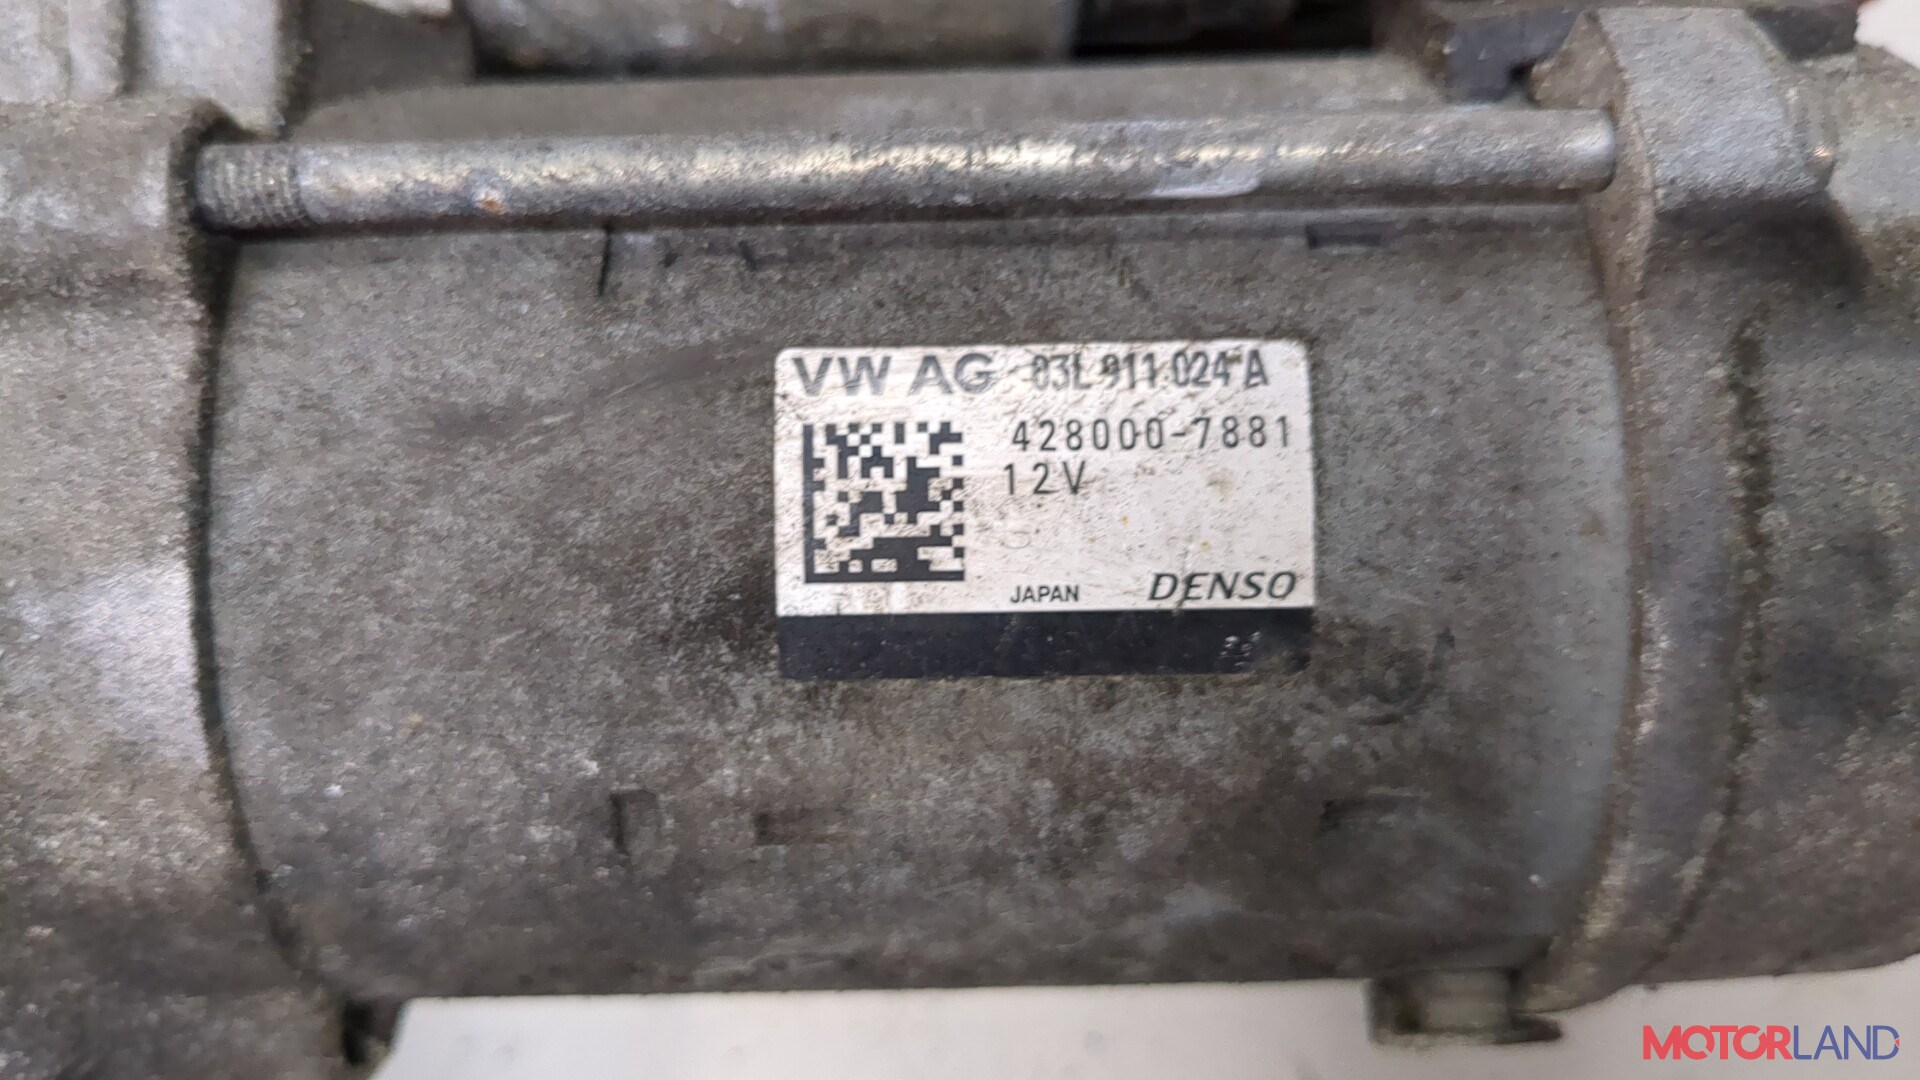 VW AG 03L 911 024 A
428000-7881
12V
JAPAN DENSO
MOTORLAND